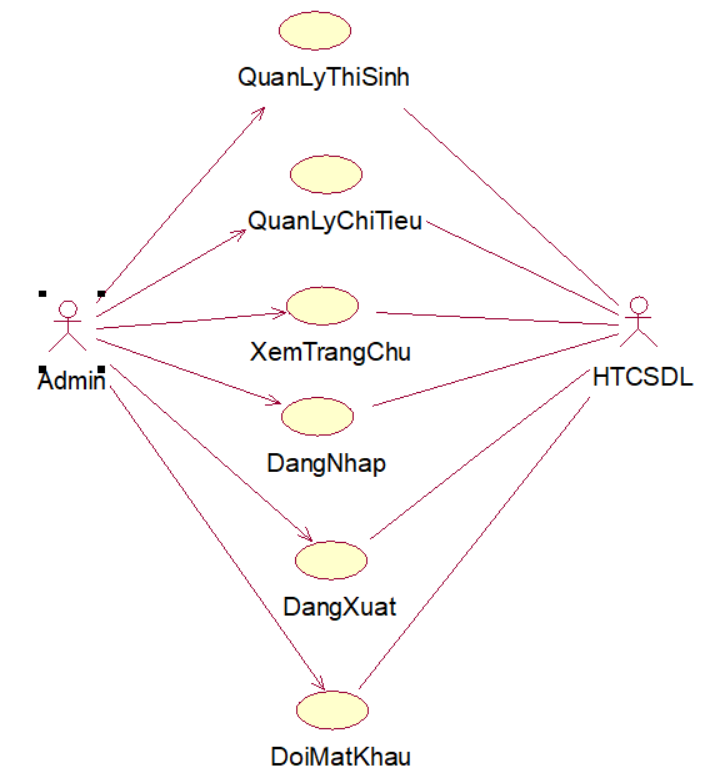 QuanLyThiSinh
QuanLyChiTieu
XemTrangChu
Admin
HTCSDL
DangNhap
DangXuat
DoiMatKhau